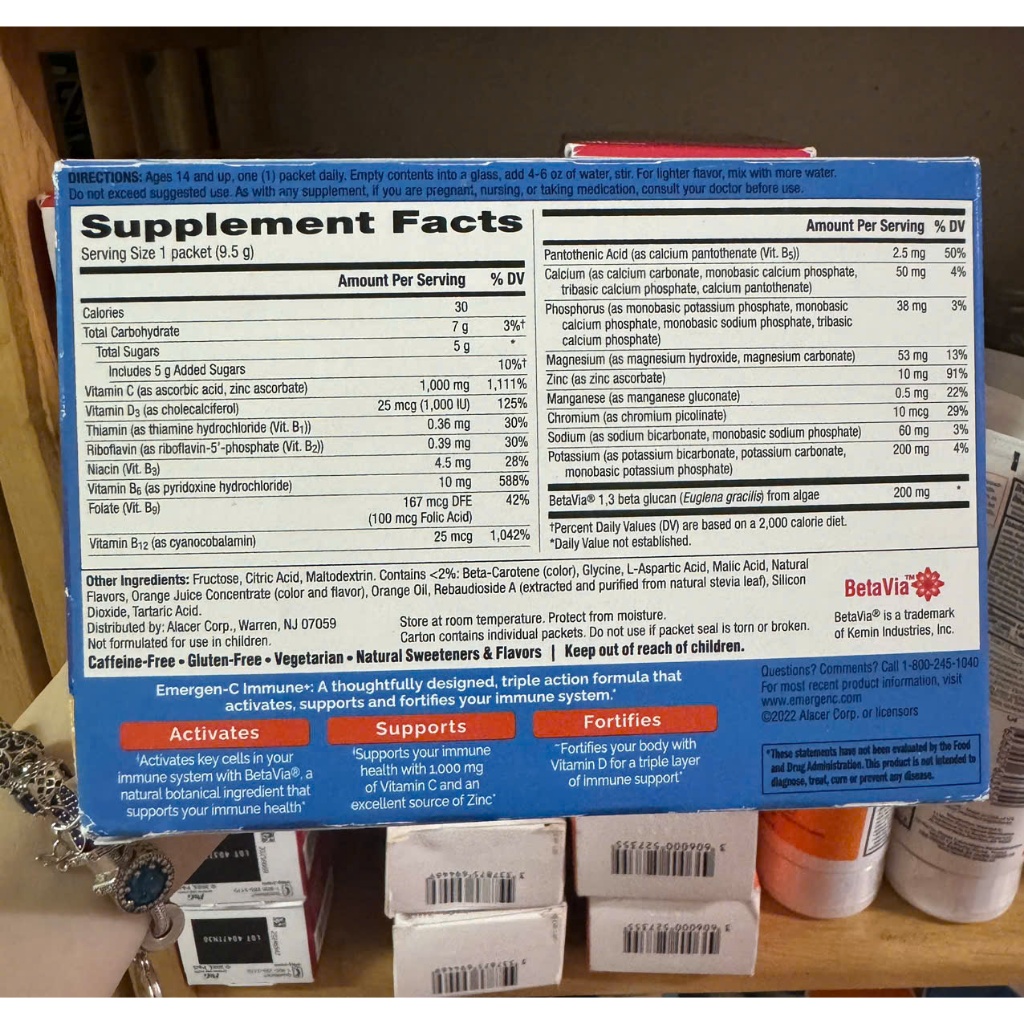 DIRECTIONS: Ages 14 and up, one (1) packet daily. Empty contents into a glass, add 4-6 oz of water, stir. For lighter flavor, mix with more water.
Do not exceed suggested use. As with any supplement, if you are pregnant, nursing, or taking medication, consult your doctor before use.
Supplement Facts
Serving Size 1 packet (9.5 g)
Amount Per Serving % DV
Calories 30
Total Carbohydrate 7 g 3%†
Total Sugars 5 g *
Includes 5 g Added Sugars 10%†
Vitamin C (as ascorbic acid, zinc ascorbate) 1,000 mg 1,111%
Vitamin D3 (as cholecalciferol) 25 mcg (1,000 IU) 125%
Thiamin (as thiamine hydrochloride (Vit. B1)) 0.36 mg 30%
Riboflavin (as riboflavin-5'-phosphate (Vit. B2)) 0.39 mg 30%
Niacin (Vit. B3) 4.5 mg 28%
Vitamin B6 (as pyridoxine hydrochloride) 10 mg 588%
Folate (Vit. B9) 167 mcg DFE 42%
(100 mcg Folic Acid)
Vitamin B12 (as cyanocobalamin) 25 mcg 1,042%
Amount Per Serving % DV
Pantothenic Acid (as calcium pantothenate (Vit. B5)) 2.5 mg 50%
Calcium (as calcium carbonate, monobasic calcium phosphate, 50 mg 4%
tribasic calcium phosphate, calcium pantothenate)
Phosphorus (as monobasic potassium phosphate, monobasic 38 mg 3%
calcium phosphate, monobasic sodium phosphate, tribasic
calcium phosphate)
Magnesium (as magnesium hydroxide, magnesium carbonate) 53 mg 13%
Zinc (as zinc ascorbate) 10 mg 91%
Manganese (as manganese gluconate) 0.5 mg 22%
Chromium (as chromium picolinate) 10 mcg 29%
Sodium (as sodium bicarbonate, monobasic sodium phosphate) 60 mg 3%
Potassium (as potassium bicarbonate, potassium carbonate, 200 mg 4%
monobasic potassium phosphate)
BetaVia® 1,3 beta glucan (Euglena gracilis) from algae 200 mg *
†Percent Daily Values (DV) are based on a 2,000 calorie diet.
*Daily Value not established.
Other Ingredients: Fructose, Citric Acid, Maltodextrin. Contains <2%: Beta-Carotene (color), Glycine, L-Aspartic Acid, Malic Acid, Natural
Flavors, Orange Juice Concentrate (color and flavor), Orange Oil, Rebaudioside A (extracted and purified from natural stevia leaf), Silicon
Dioxide, Tartaric Acid.
Distributed by: Alacer Corp., Warren, NJ 07059
Not formulated for use in children.
Store at room temperature. Protect from moisture.
Carton contains individual packets. Do not use if packet seal is torn or broken.
Caffeine-Free • Gluten-Free • Vegetarian • Natural Sweeteners & Flavors | Keep out of reach of children.
BetaVia™
BetaVia® is a trademark
of Kemin Industries, Inc.
Emergen-C Immune+: A thoughtfully designed, triple action formula that
activates, supports and fortifies your immune system.*
Activates
†Activates key cells in your
immune system with BetaVia®, a
natural botanical ingredient that
supports your immune health*
Supports
‡Supports your immune
health with 1,000 mg
of Vitamin C and an
excellent source of Zinc*
Fortifies
~Fortifies your body with
Vitamin D for a triple layer
of immune support*
Questions? Comments? Call 1-800-245-1040
For most recent product information, visit
www.emergenc.com
©2022 Alacer Corp. or licensors
*These statements have not been evaluated by the Food
and Drug Administration. This product is not intended to
diagnose, treat, cure or prevent any disease.